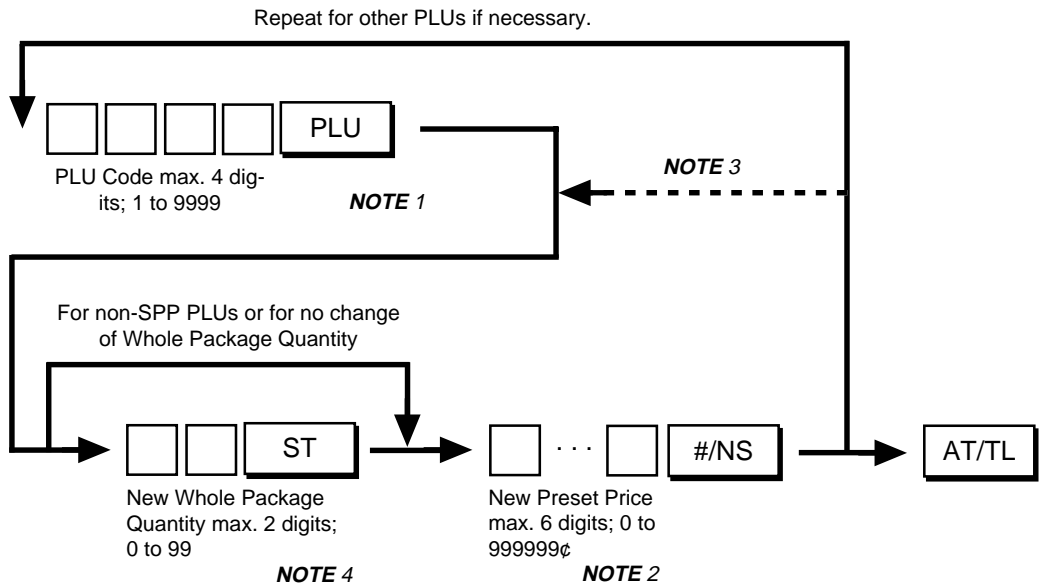 Repeat for other PLUs if necessary.
PLU
PLU Code max. 4 dig-
its; 1 to 9999
NOTE 1
NOTE 3
For non-SPP PLUs or for no change
of Whole Package Quantity
ST
. . .
#/NS
AT/TL
New Whole Package
Quantity max. 2 digits;
0 to 99
NOTE 4
New Preset Price
max. 6 digits; 0 to
999999¢
NOTE 2